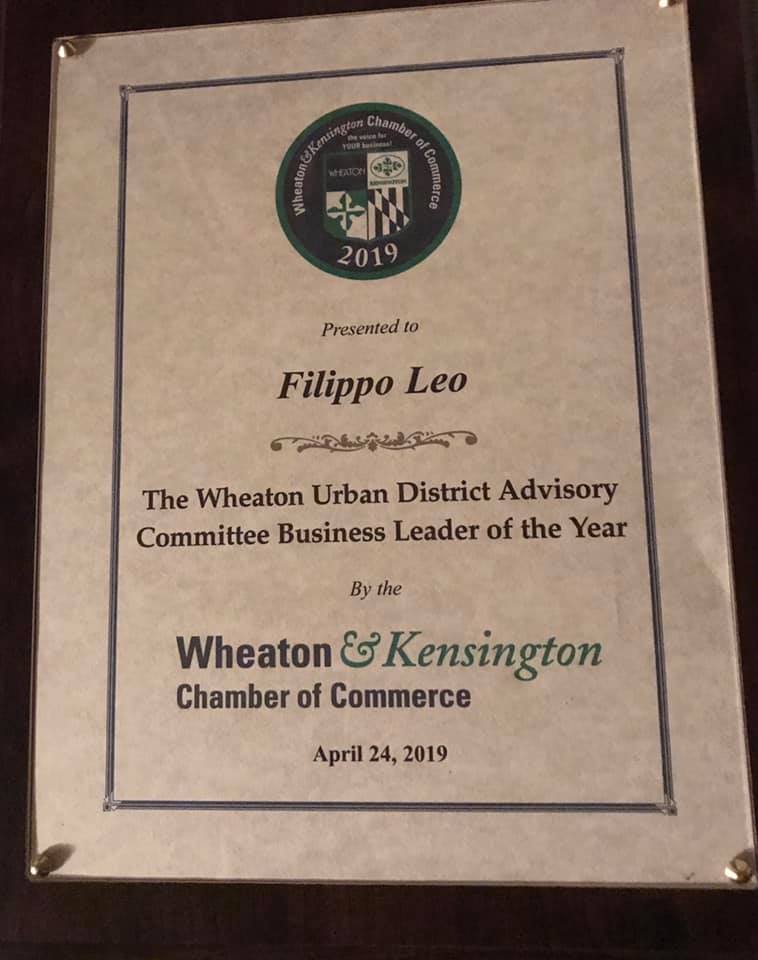 Wheaton & Kensington Chamber of Commerce
the voice for
YOUR business!
WHEATON
KENSINGTON
2019
Presented to
Filippo Leo
The Wheaton Urban District Advisory
Committee Business Leader of the Year
By the
Wheaton & Kensington
Chamber of Commerce
April 24, 2019